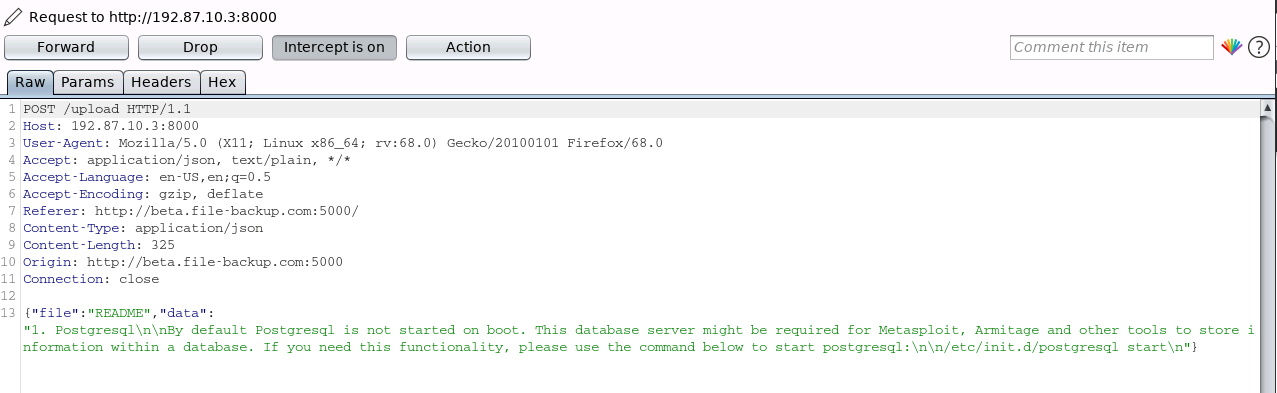 Request to http://192.87.10.3:8000
Forward Drop Intercept is on Action Comment this item ?
Raw Params Headers Hex
1 POST /upload HTTP/1.1
2 Host: 192.87.10.3:8000
3 User-Agent: Mozilla/5.0 (X11; Linux x86_64; rv:68.0) Gecko/20100101 Firefox/68.0
4 Accept: application/json, text/plain, */*
5 Accept-Language: en-US,en;q=0.5
6 Accept-Encoding: gzip, deflate
7 Referer: http://beta.file-backup.com:5000/
8 Content-Type: application/json
9 Content-Length: 325
10 Origin: http://beta.file-backup.com:5000
11 Connection: close
12
13 {"file":"README","data":
"1. Postgresql\n\nBy default Postgresql is not started on boot. This database server might be required for Metasploit, Armitage and other tools to store i
nformation within a database. If you need this functionality, please use the command below to start postgresql:\n\n/etc/init.d/postgresql start\n"}